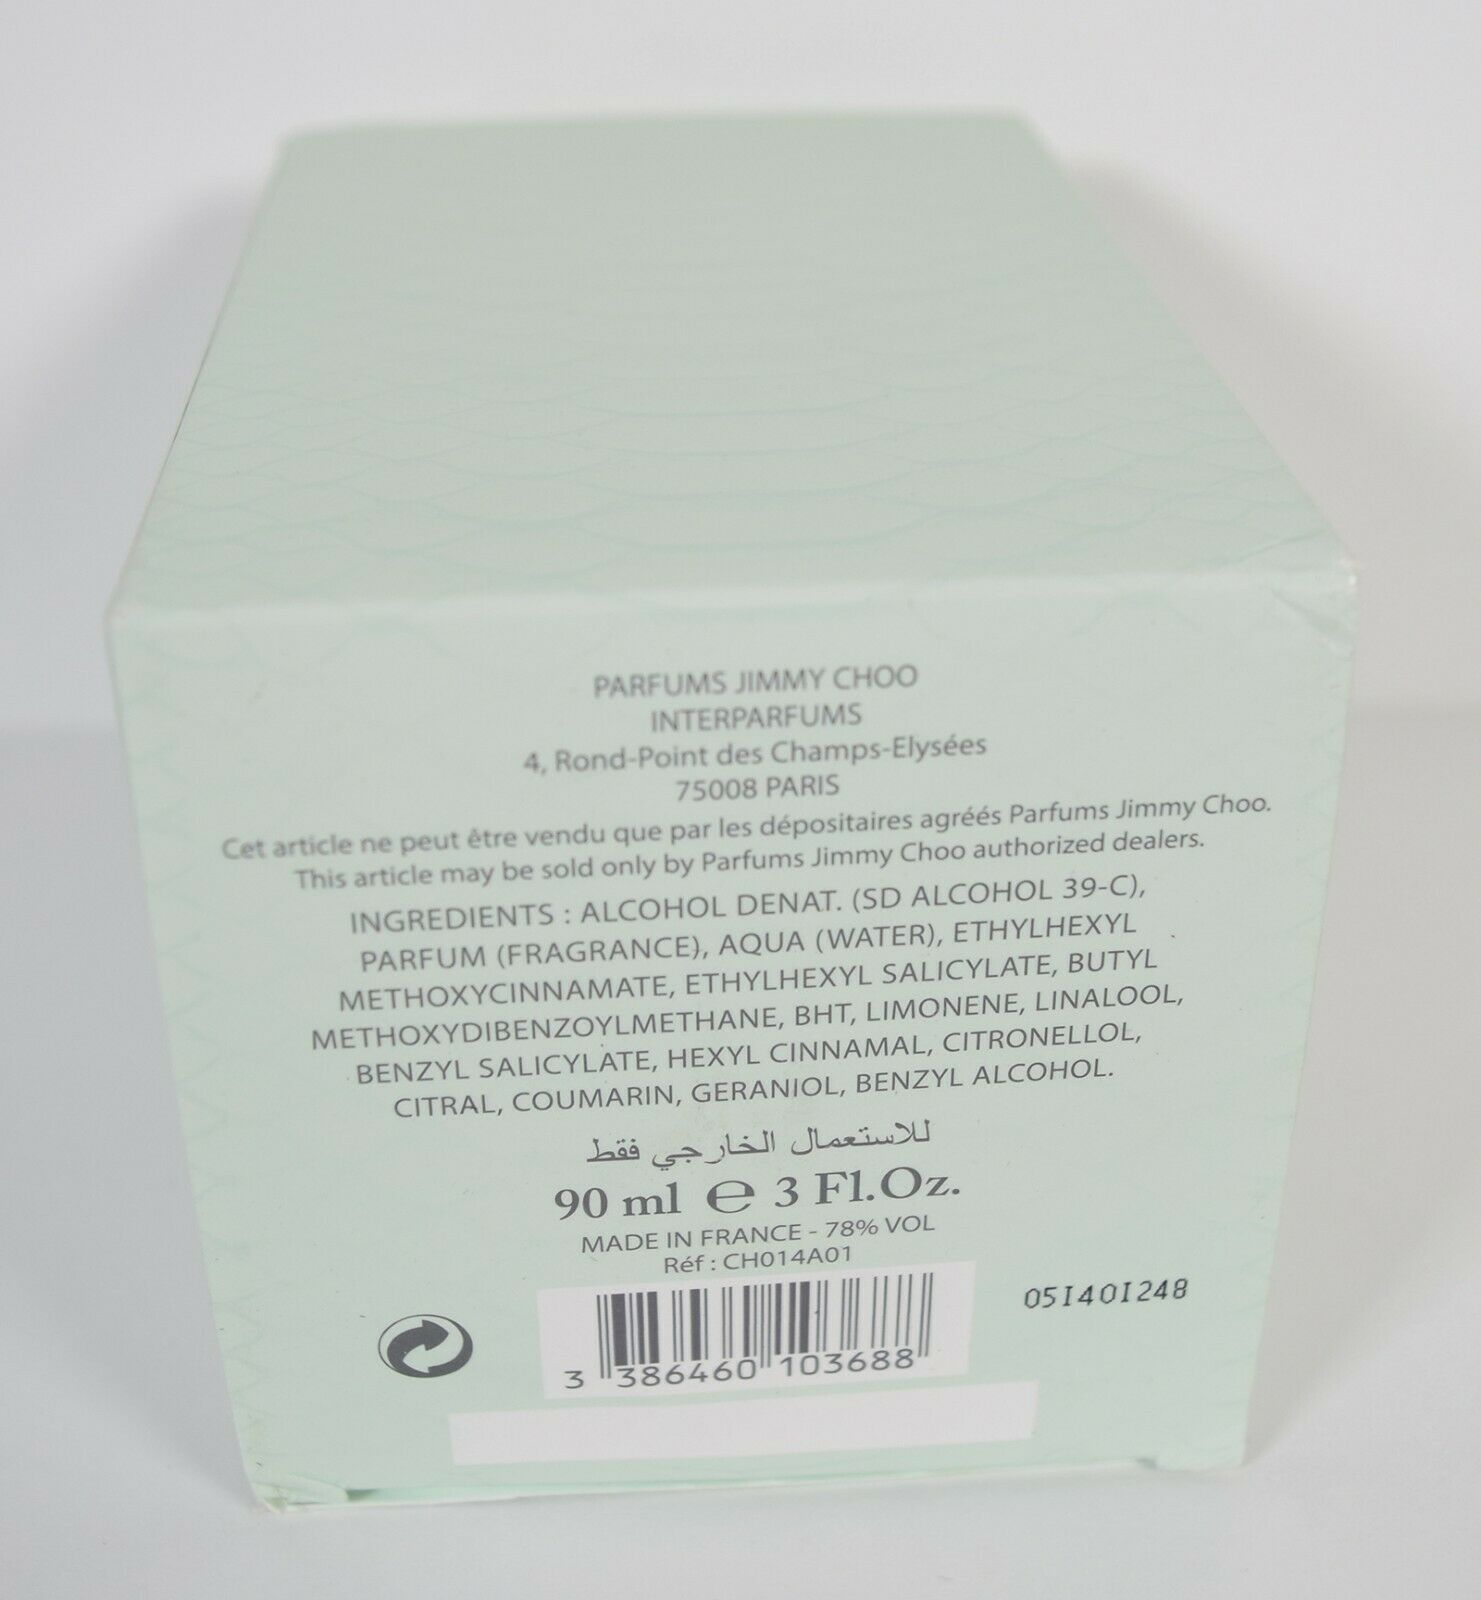 PARFUMS JIMMY CHOO
INTERPARFUMS
4, Rond-Point des Champs-Elysées
75008 PARIS
Cet article ne peut être vendu que par les dépositaires agréés Parfums Jimmy Choo.
This article may be sold only by Parfums Jimmy Choo authorized dealers.
INGREDIENTS : ALCOHOL DENAT. (SD ALCOHOL 39-C),
PARFUM (FRAGRANCE), AQUA (WATER), ETHYLHEXYL
METHOXYCINNAMATE, ETHYLHEXYL SALICYLATE, BUTYL
METHOXYDIBENZOYLMETHANE, BHT, LIMONENE, LINALOOL,
BENZYL SALICYLATE, HEXYL CINNAMAL, CITRONELLOL,
CITRAL, COUMARIN, GERANIOL, BENZYL ALCOHOL.
للاستعمال الخارجي فقط
90 ml ℮ 3 Fl.Oz.
MADE IN FRANCE - 78% VOL
Réf : CH014A01
05I40I248
3 386460 103688